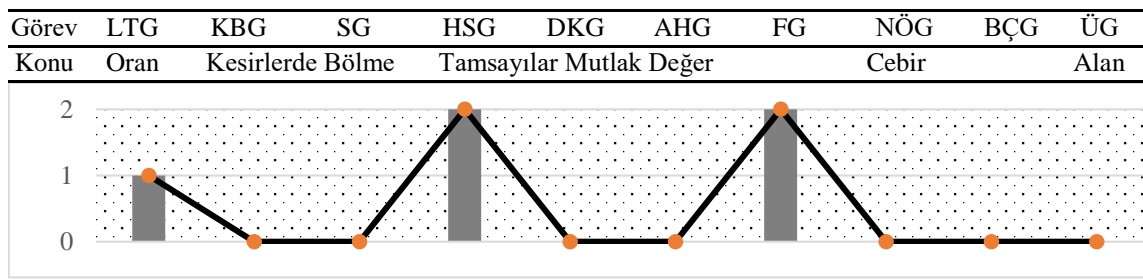 Görev LTG KBG SG HSG DKG AHG FG NÖG BÇG ÜG
Konu Oran Kesirlerde Bölme Tamsayılar Mutlak Değer Cebir Alan
2
1
0